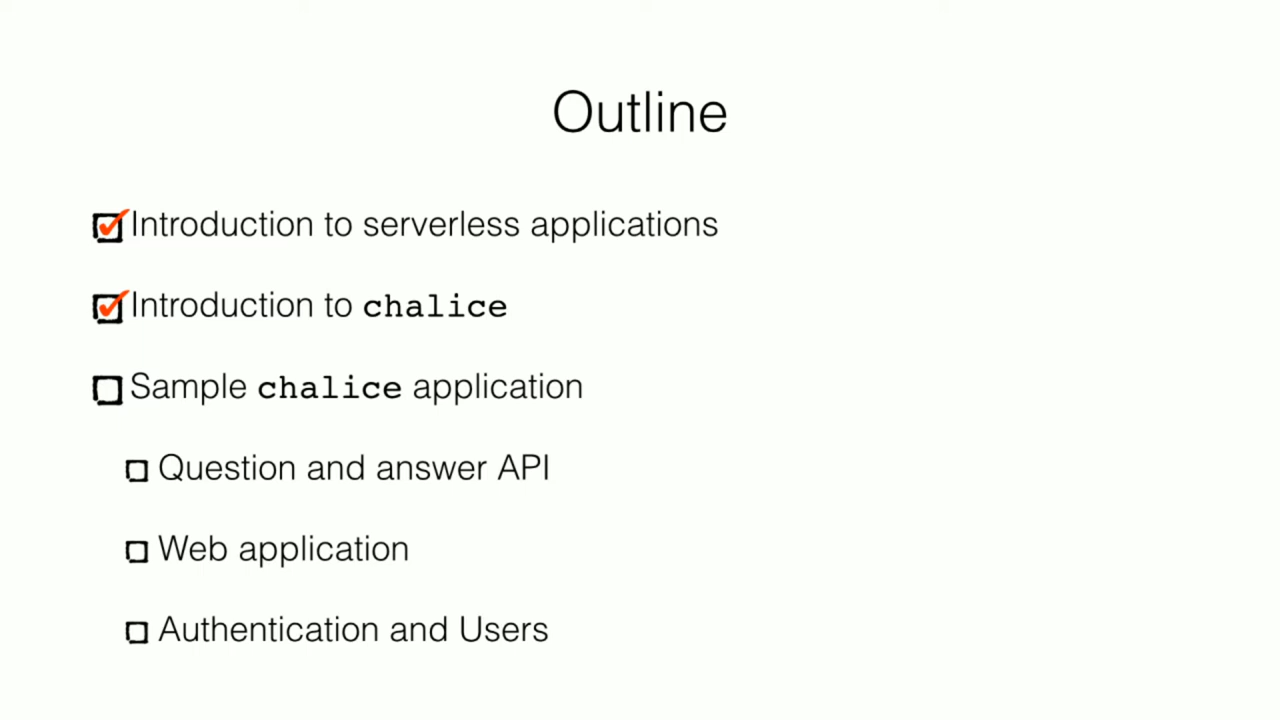 Outline
Introduction to serverless applications
Introduction to chalice
Sample chalice application
Question and answer API
Web application
Authentication and Users